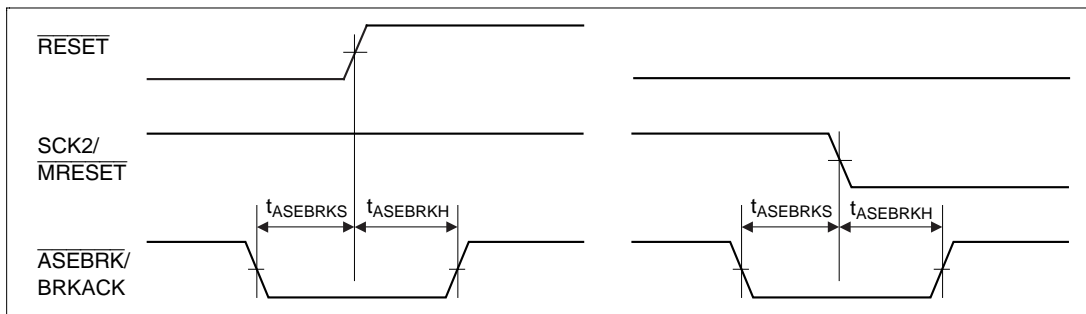 RESET
SCK2/
MRESET
tASEBRKS tASEBRKH tASEBRKS tASEBRKH
ASEBRK/
BRKACK